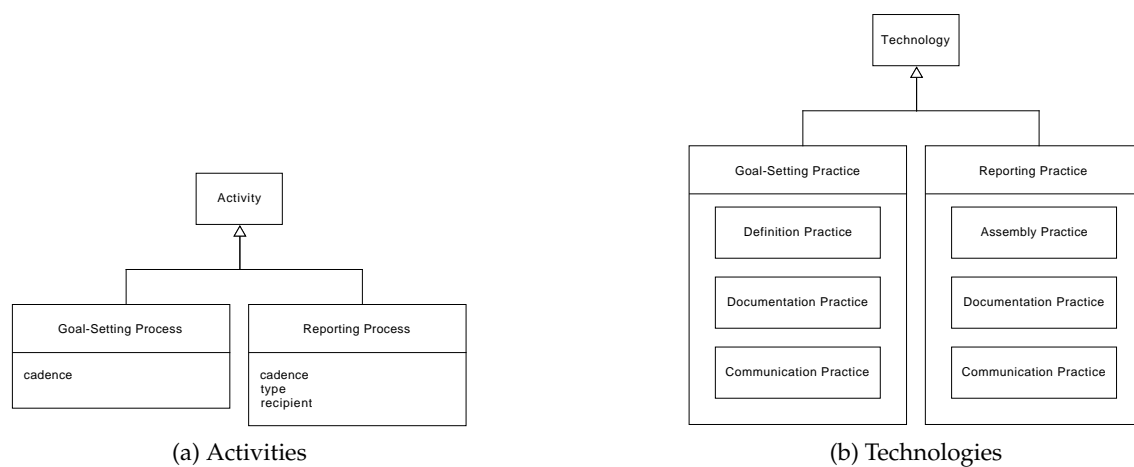 Activity
Goal-Setting Process
cadence
Reporting Process
cadence
type
recipient
(a) Activities
Technology
Goal-Setting Practice
Definition Practice
Documentation Practice
Communication Practice
Reporting Practice
Assembly Practice
Documentation Practice
Communication Practice
(b) Technologies